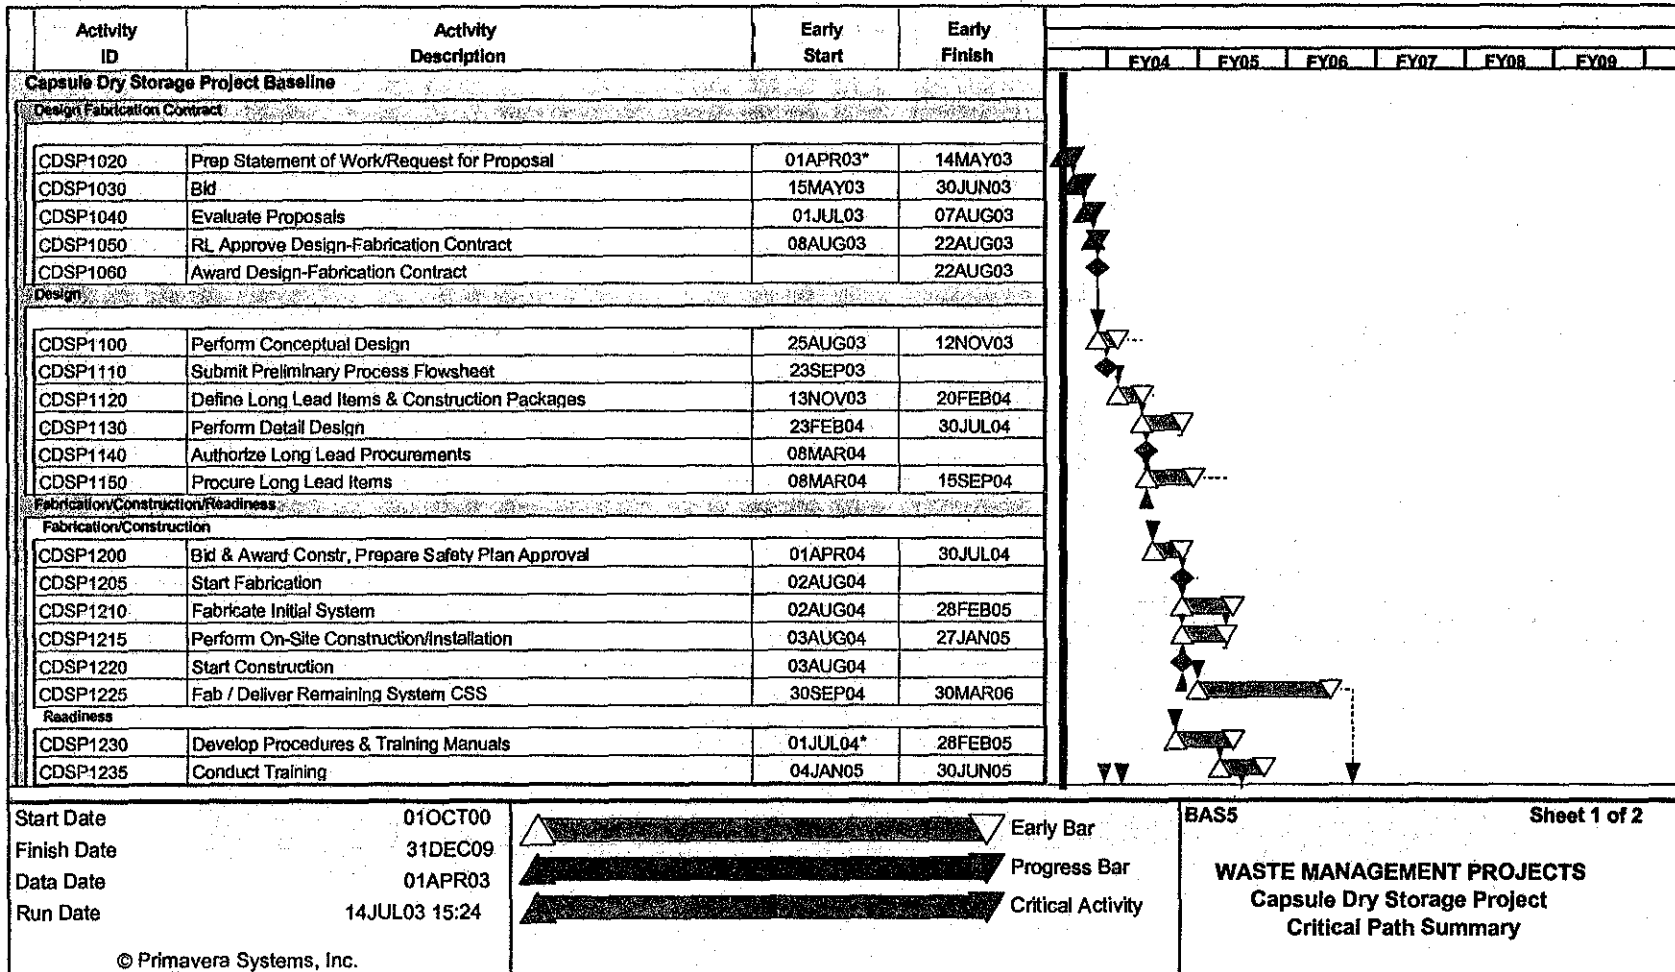 Activity ID Activity Description Early Start Early Finish FY04 FY05 FY06 FY07 FY08 FY09
Capsule Dry Storage Project Baseline
Design Fabrication Contract
CDSP1020 Prep Statement of Work/Request for Proposal 01APR03* 14MAY03
CDSP1030 Bid 15MAY03 30JUN03
CDSP1040 Evaluate Proposals 01JUL03 07AUG03
CDSP1050 RL Approve Design-Fabrication Contract 08AUG03 22AUG03
CDSP1060 Award Design-Fabrication Contract 22AUG03
Design
CDSP1100 Perform Conceptual Design 25AUG03 12NOV03
CDSP1110 Submit Preliminary Process Flowsheet 23SEP03
CDSP1120 Define Long Lead Items & Construction Packages 13NOV03 20FEB04
CDSP1130 Perform Detail Design 23FEB04 30JUL04
CDSP1140 Authorize Long Lead Procurements 08MAR04
CDSP1150 Procure Long Lead Items 08MAR04 15SEP04
Fabrication/Construction/Readiness
Fabrication/Construction
CDSP1200 Bid & Award Constr, Prepare Safety Plan Approval 01APR04 30JUL04
CDSP1205 Start Fabrication 02AUG04
CDSP1210 Fabricate Initial System 02AUG04 28FEB05
CDSP1215 Perform On-Site Construction/Installation 03AUG04 27JAN05
CDSP1220 Start Construction 03AUG04
CDSP1225 Fab / Deliver Remaining System CSS 30SEP04 30MAR06
Readiness
CDSP1230 Develop Procedures & Training Manuals 01JUL04* 28FEB05
CDSP1235 Conduct Training 04JAN05 30JUN05
Start Date 01OCT00
Finish Date 31DEC09
Data Date 01APR03
Run Date 14JUL03 15:24
© Primavera Systems, Inc.
Early Bar
Progress Bar
Critical Activity
BAS5 Sheet 1 of 2
WASTE MANAGEMENT PROJECTS
Capsule Dry Storage Project
Critical Path Summary